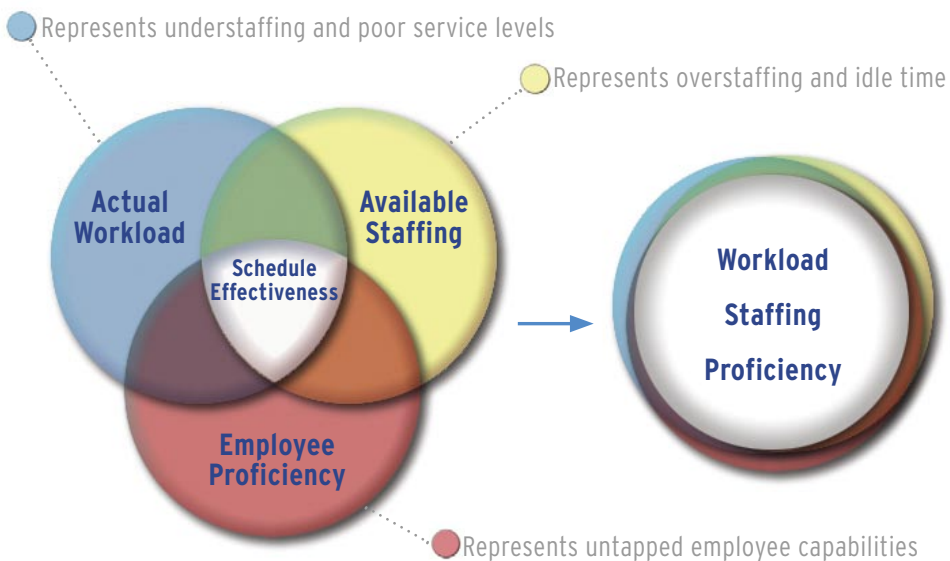 Represents understaffing and poor service levels
Represents overstaffing and idle time
Actual
Workload
Available
Staffing
Schedule
Effectiveness
Employee
Proficiency
Workload
Staffing
Proficiency
Represents untapped employee capabilities